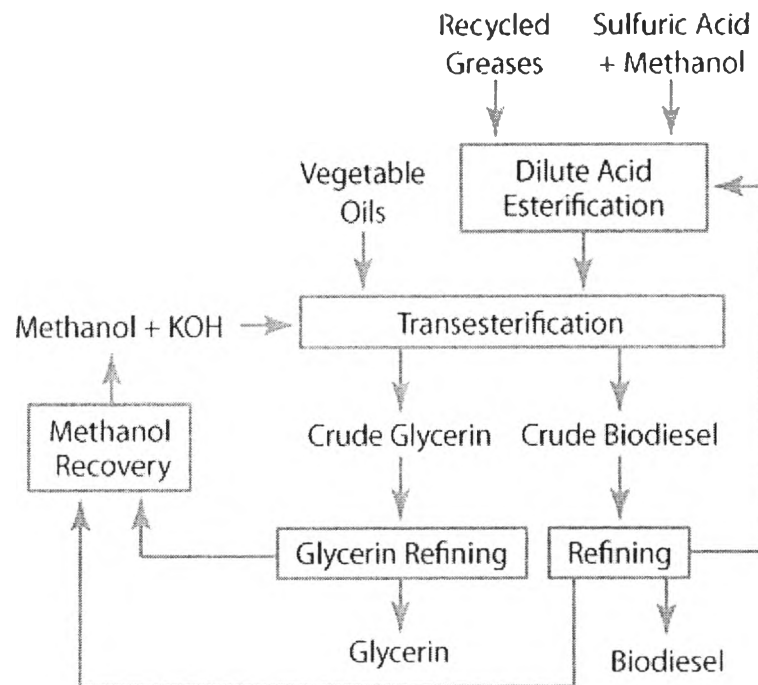 Recycled
Greases
Sulfuric Acid
+ Methanol
Dilute Acid
Esterification
Vegetable
Oils
Methanol + KOH
Transesterification
Methanol
Recovery
Crude Glycerin
Crude Biodiesel
Glycerin Refining
Refining
Glycerin
Biodiesel